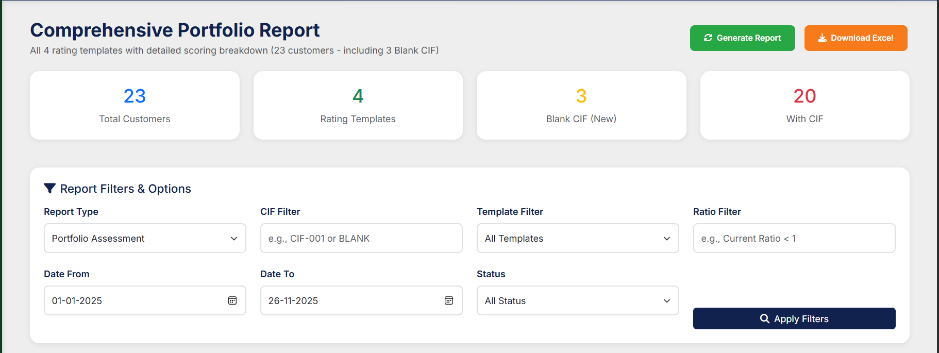 Comprehensive Portfolio Report
All 4 rating templates with detailed scoring breakdown (23 customers - including 3 Blank CIF)
Generate Report
Download Excel
23
Total Customers
4
Rating Templates
3
Blank CIF (New)
20
With CIF
Report Filters & Options
Report Type
CIF Filter
Template Filter
Ratio Filter
Portfolio Assessment
e.g., CIF-001 or BLANK
All Templates
e.g., Current Ratio < 1
Date From
Date To
Status
01-01-2025
26-11-2025
All Status
Apply Filters